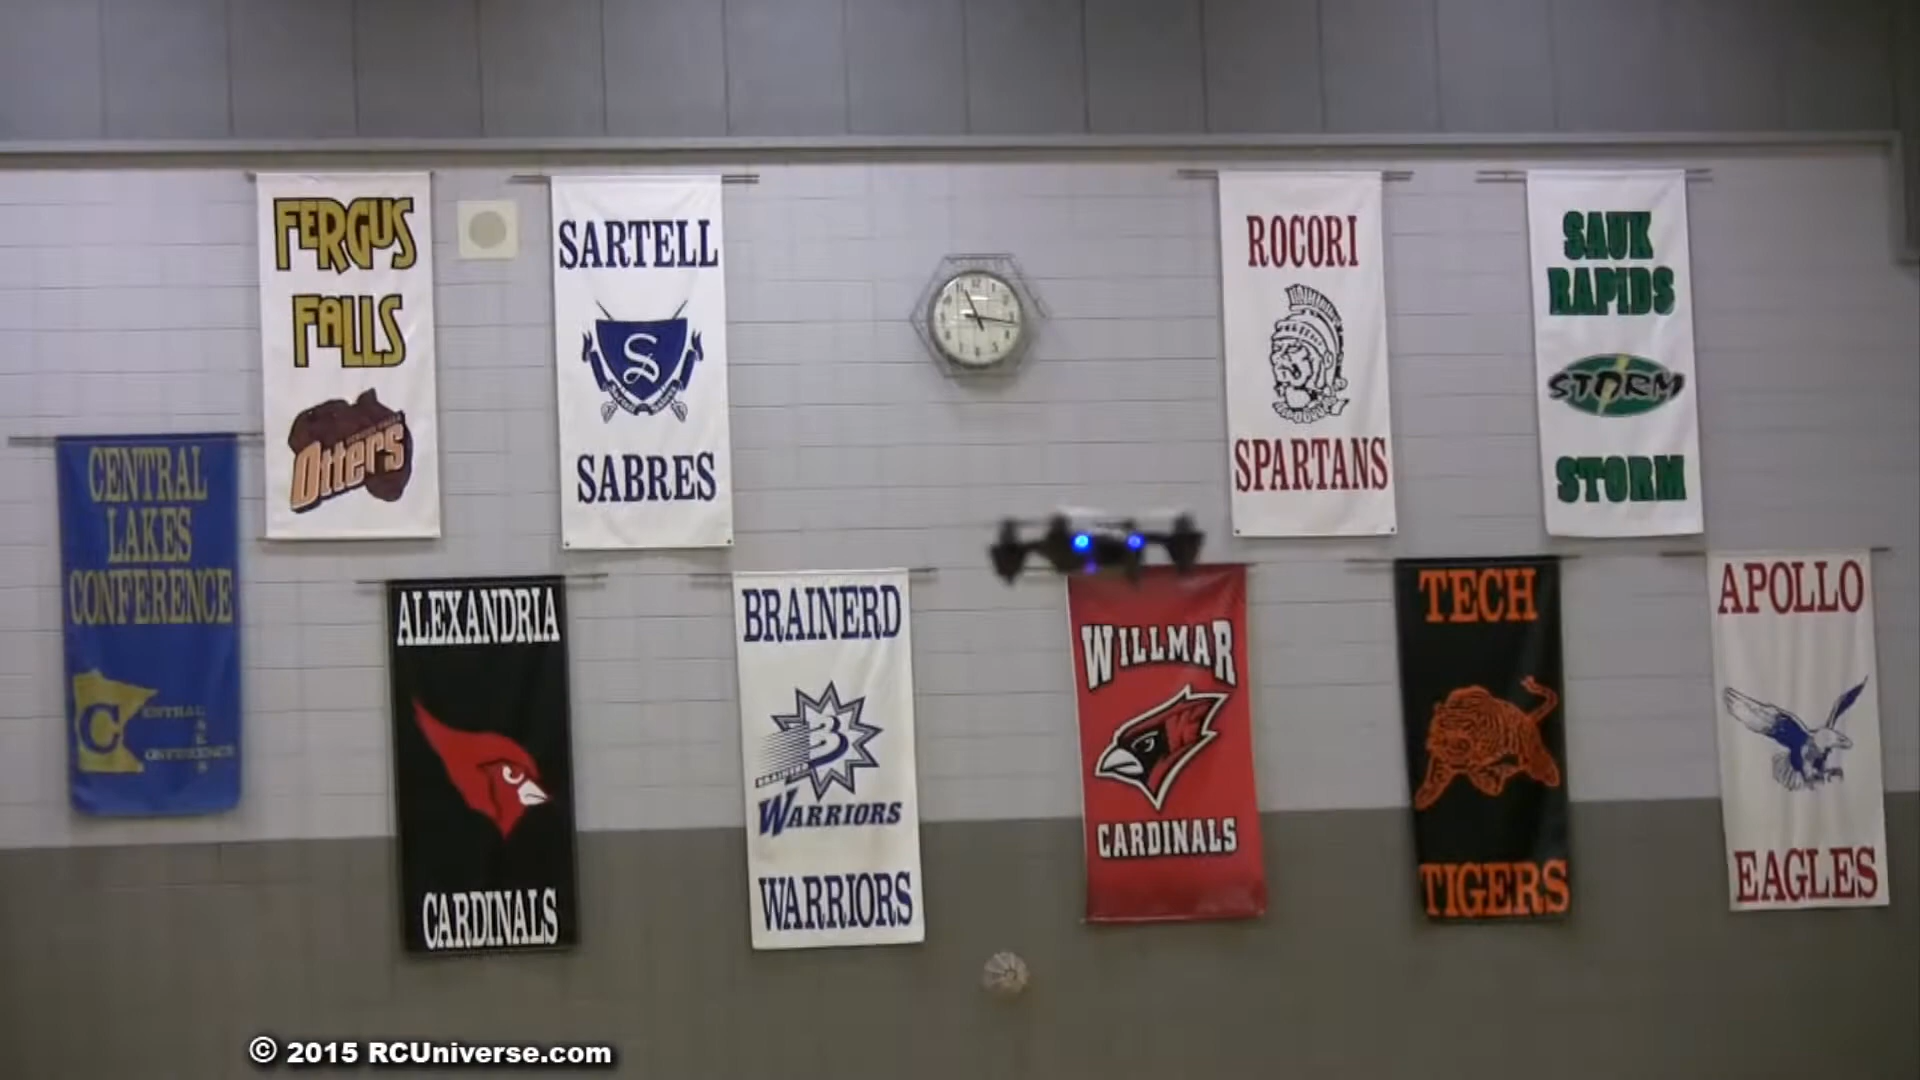 FERGUS
FALLS
Otters
SARTELL
S
SABRES
ROCORI
SPARTANS
SAUK
RAPIDS
STORM
STORM
CENTRAL
LAKES
CONFERENCE
C
ALEXANDRIA
CARDINALS
BRAINERD
B
WARRIORS
WARRIORS
WILLMAR
CARDINALS
TECH
TIGERS
APOLLO
EAGLES
© 2015 RCUniverse.com